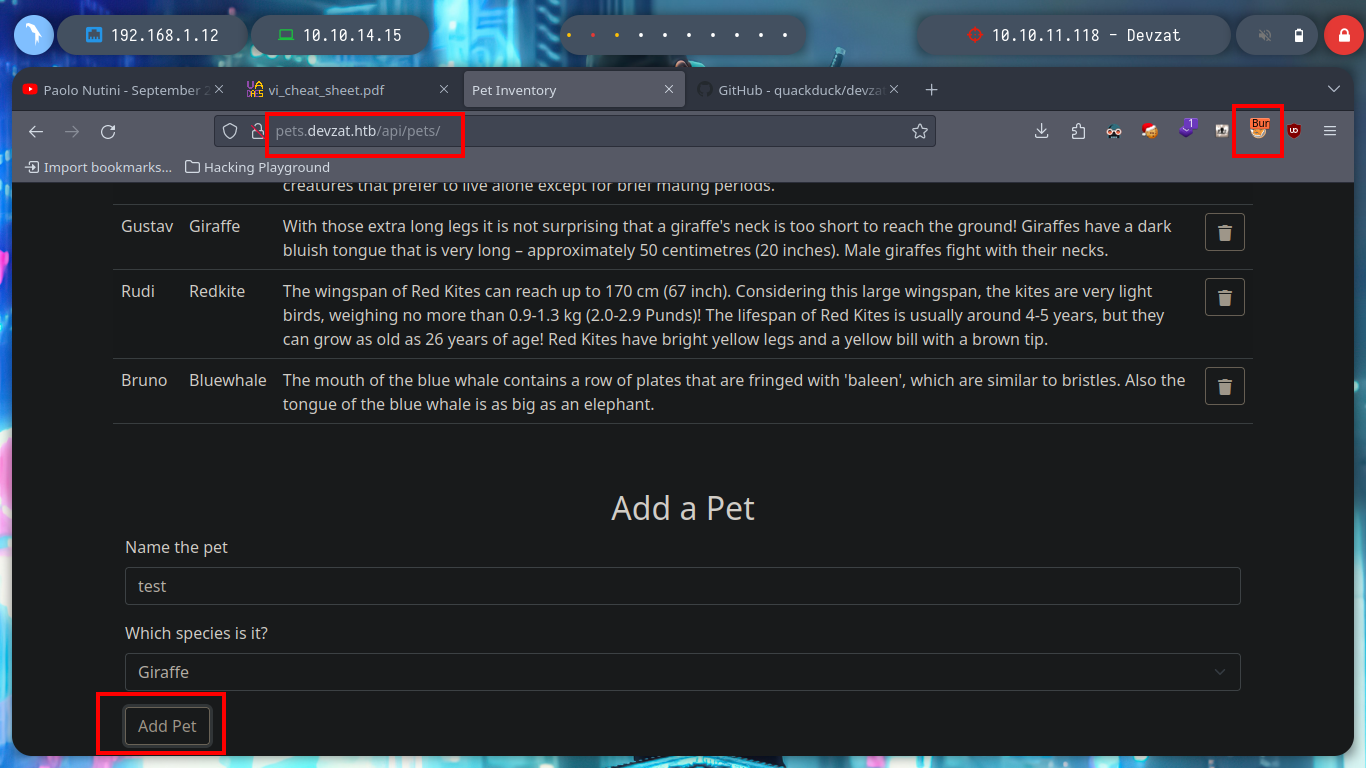 192.168.1.12
10.10.14.15
10.10.11.118 - Devzat
Paolo Nutini - September 2
vi_cheat_sheet.pdf
Pet Inventory
GitHub - quackduck/devzat
pets.devzat.htb/api/pets/
1
Bur
Import bookmarks...
Hacking Playground
creatures that prefer to live alone except for brief mating periods.
Gustav Giraffe With those extra long legs it is not surprising that a giraffe's neck is too short to reach the ground! Giraffes have a dark
bluish tongue that is very long – approximately 50 centimetres (20 inches). Male giraffes fight with their necks.
Rudi Redkite The wingspan of Red Kites can reach up to 170 cm (67 inch). Considering this large wingspan, the kites are very light
birds, weighing no more than 0.9-1.3 kg (2.0-2.9 Punds)! The lifespan of Red Kites is usually around 4-5 years, but they
can grow as old as 26 years of age! Red Kites have bright yellow legs and a yellow bill with a brown tip.
Bruno Bluewhale The mouth of the blue whale contains a row of plates that are fringed with 'baleen', which are similar to bristles. Also the
tongue of the blue whale is as big as an elephant.
Add a Pet
Name the pet
test
Which species is it?
Giraffe
Add Pet